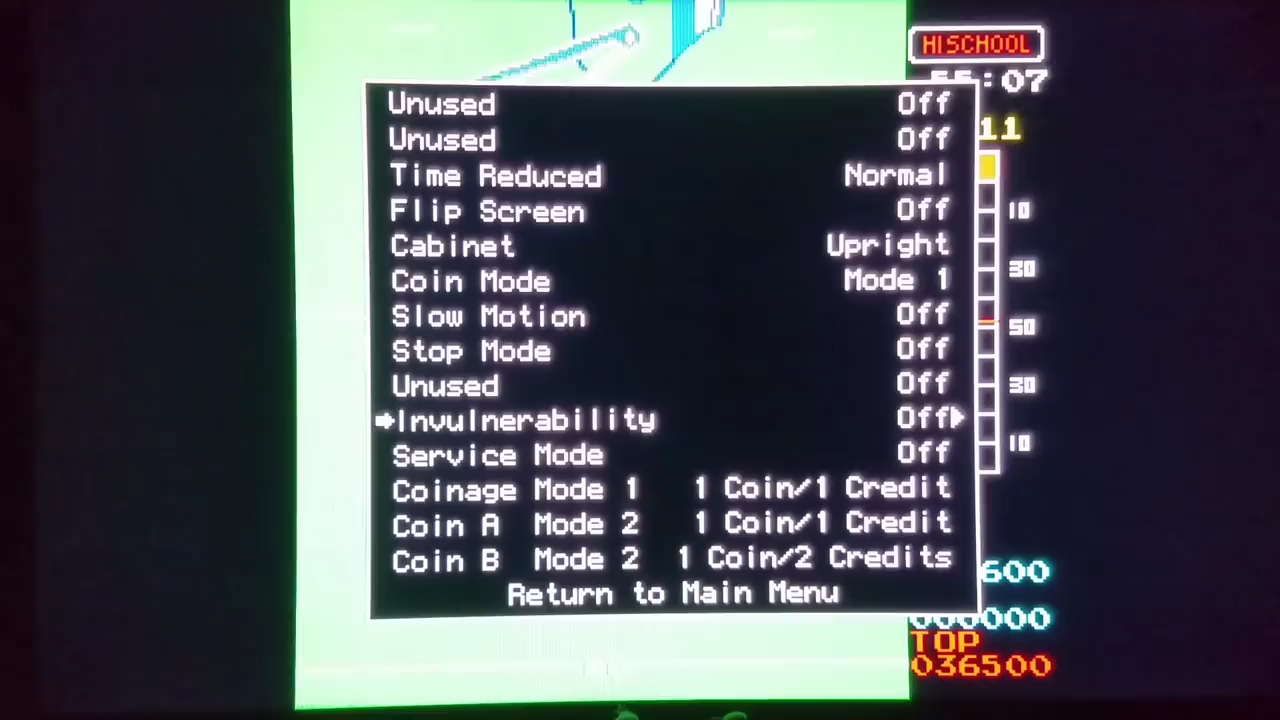 HISCHOOL
:07
11
Unused Off
Unused Off
Time Reduced Normal
Flip Screen Off
10
Cabinet Upright
30
Coin Mode Mode 1
Slow Motion Off
50
Stop Mode Off
Unused Off
30
Invulnerability Off
10
Service Mode Off
Coinage Mode 1 1 Coin/1 Credit
Coin A Mode 2 1 Coin/1 Credit
Coin B Mode 2 1 Coin/2 Credits
600
Return to Main Menu
000000
TOP
036500